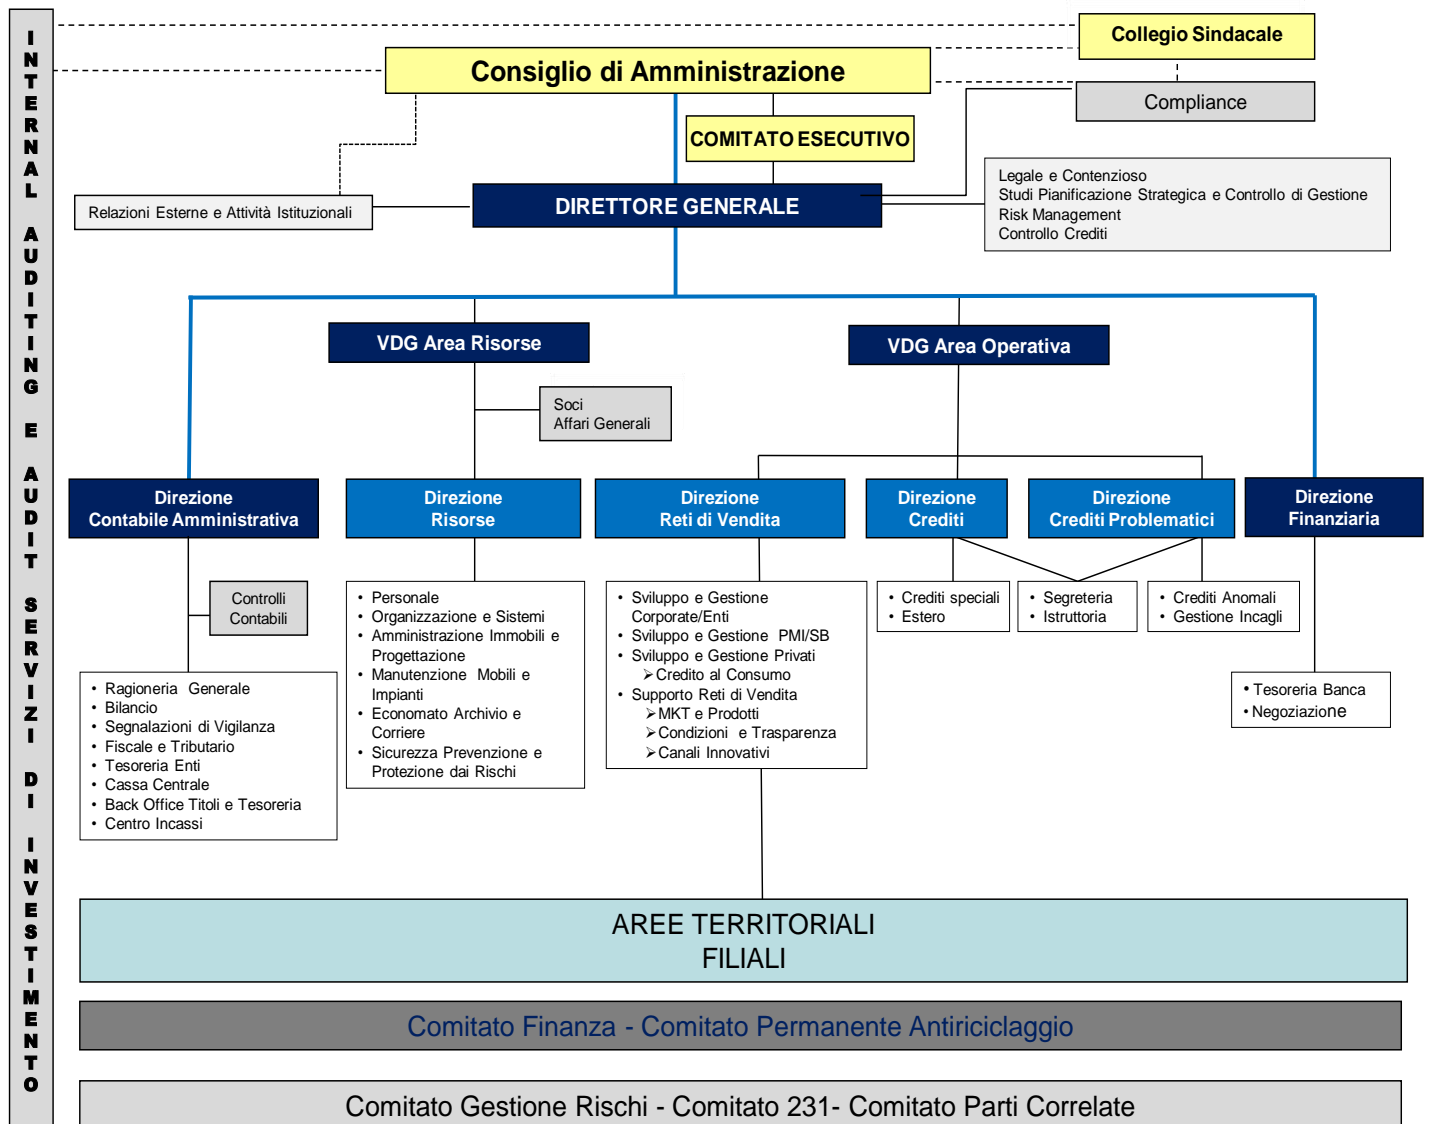 INTERNAL AUDITING E AUDIT SERVIZI DI INVESTIMENTO
Collegio Sindacale
Consiglio di Amministrazione
Compliance
COMITATO ESECUTIVO
Legale e Contenzioso
Studi Pianificazione Strategica e Controllo di Gestione
Risk Management
Controllo Crediti
Relazioni Esterne e Attività Istituzionali
DIRETTORE GENERALE
VDG Area Risorse
VDG Area Operativa
Soci
Affari Generali
Direzione
Contabile Amministrativa
Direzione
Risorse
Direzione
Reti di Vendita
Direzione
Crediti
Direzione
Crediti Problematici
Direzione
Finanziaria
Controlli
Contabili
• Ragioneria Generale
• Bilancio
• Segnalazioni di Vigilanza
• Fiscale e Tributario
• Tesoreria Enti
• Cassa Centrale
• Back Office Titoli e Tesoreria
• Centro Incassi
• Personale
• Organizzazione e Sistemi
• Amministrazione Immobili e
Progettazione
• Manutenzione Mobili e
Impianti
• Economato Archivio e
Corriere
• Sicurezza Prevenzione e
Protezione dai Rischi
• Sviluppo e Gestione
Corporate/Enti
• Sviluppo e Gestione PMI/SB
• Sviluppo e Gestione Privati
➢Credito al Consumo
• Supporto Reti di Vendita
➢MKT e Prodotti
➢Condizioni e Trasparenza
➢Canali Innovativi
• Crediti speciali
• Estero
• Segreteria
• Istruttoria
• Crediti Anomali
• Gestione Incagli
• Tesoreria Banca
• Negoziazione
AREE TERRITORIALI
FILIALI
Comitato Finanza - Comitato Permanente Antiriciclaggio
Comitato Gestione Rischi - Comitato 231- Comitato Parti Correlate